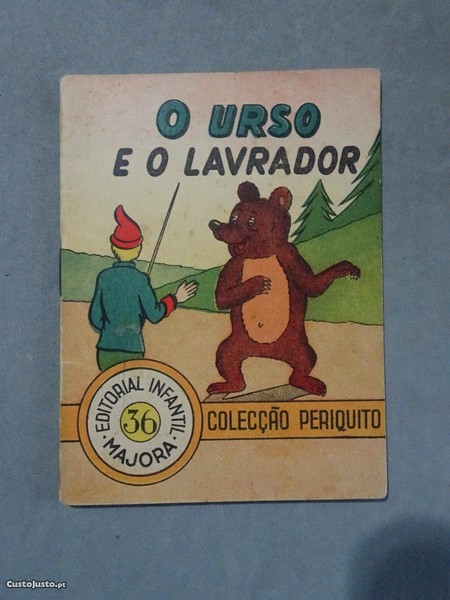 O URSO
E O LAVRADOR
EDITORIAL INFANTIL
36
· MAJORA ·
COLECÇÃO PERIQUITO
CustoJusto.pt